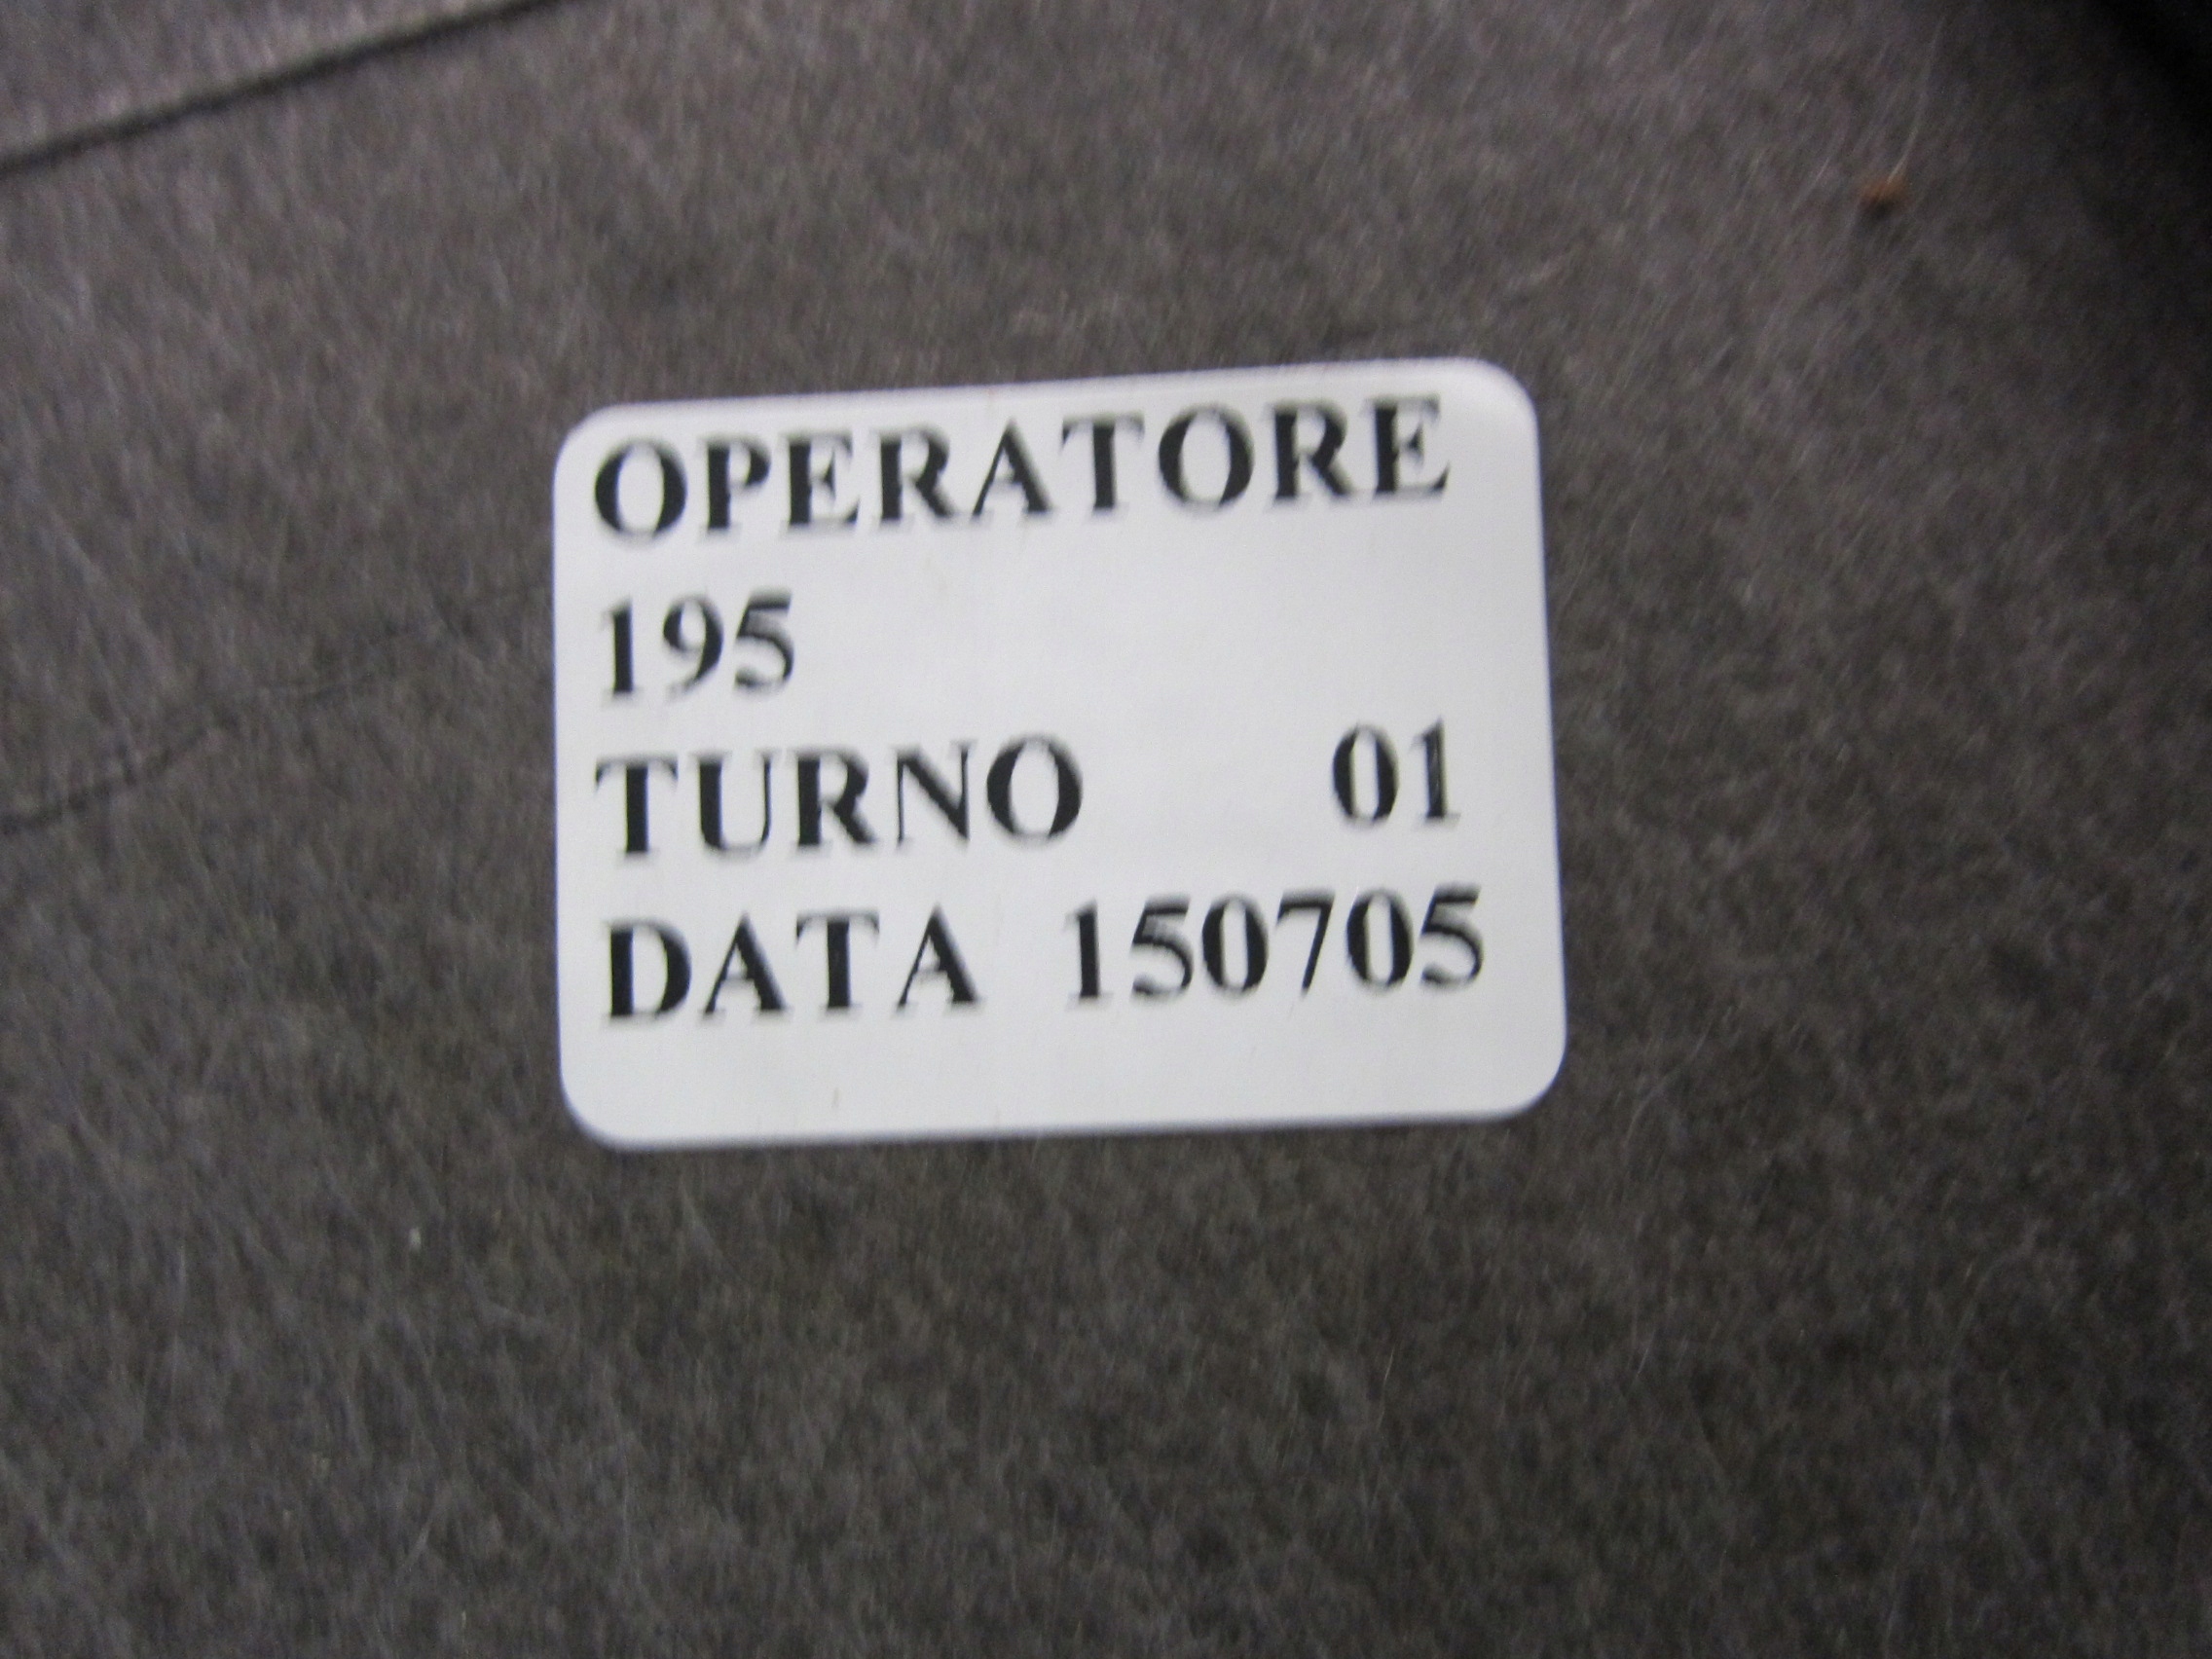 OPERATORE
195
TURNO 01
DATA 150705